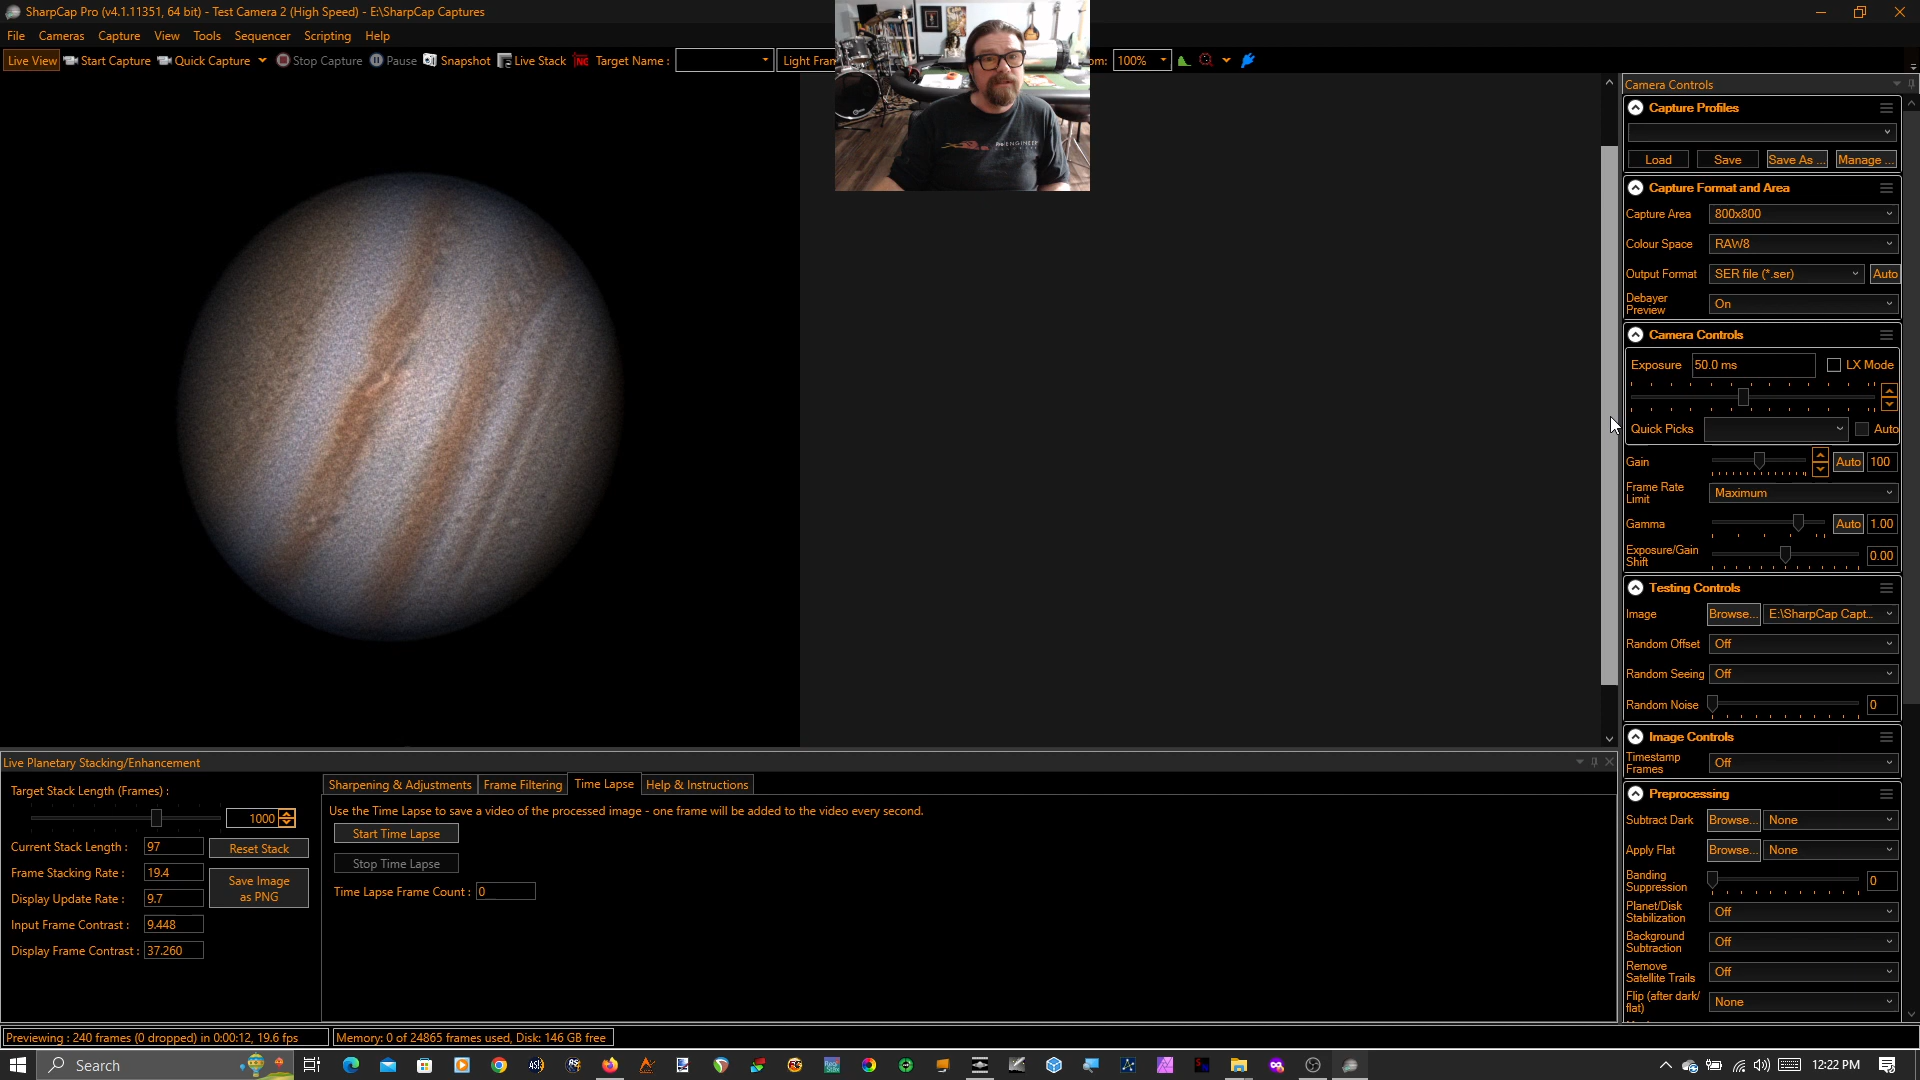 SharpCap Pro (v4.1.11351, 64 bit) - Test Camera 2 (High Speed) - E:\SharpCap Captures
File Cameras Capture View Tools Sequencer Scripting Help
Live View Start Capture Quick Capture Stop Capture Pause Snapshot Live Stack Target Name : Light Fram om: 100%
Camera Controls
Capture Profiles
Load Save Save As ... Manage ...
Capture Format and Area
Capture Area 800x800
Colour Space RAW8
Output Format SER file (*.ser) Auto
Debayer Preview On
Camera Controls
Exposure 50.0 ms LX Mode
Quick Picks Auto
Gain Auto 100
Frame Rate Limit Maximum
Gamma Auto 1.00
Exposure/Gain Shift 0.00
Testing Controls
Image Browse... E:\SharpCap Capt...
Random Offset Off
Random Seeing Off
Random Noise 0
Image Controls
Timestamp Frames Off
Preprocessing
Subtract Dark Browse... None
Apply Flat Browse... None
Banding Suppression 0
Planet/Disk Stabilization Off
Background Subtraction Off
Remove Satellite Trails Off
Flip (after dark/flat) None
Live Planetary Stacking/Enhancement
Target Stack Length (Frames) :
1000
Current Stack Length : 97 Reset Stack
Frame Stacking Rate : 19.4
Save Image as PNG
Display Update Rate : 9.7
Input Frame Contrast : 9.448
Display Frame Contrast : 37.260
Sharpening & Adjustments Frame Filtering Time Lapse Help & Instructions
Use the Time Lapse to save a video of the processed image - one frame will be added to the video every second.
Start Time Lapse
Stop Time Lapse
Time Lapse Frame Count : 0
Previewing : 240 frames (0 dropped) in 0:00:12, 19.6 fps Memory: 0 of 24865 frames used, Disk: 146 GB free
Search 12:22 PM